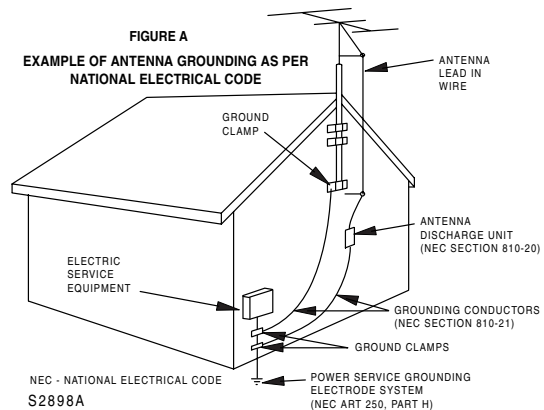 FIGURE A
EXAMPLE OF ANTENNA GROUNDING AS PER
NATIONAL ELECTRICAL CODE
ANTENNA
LEAD IN
WIRE
GROUND
CLAMP
ANTENNA
DISCHARGE UNIT
(NEC SECTION 810-20)
ELECTRIC
SERVICE
EQUIPMENT
GROUNDING CONDUCTORS
(NEC SECTION 810-21)
GROUND CLAMPS
POWER SERVICE GROUNDING
ELECTRODE SYSTEM
(NEC ART 250, PART H)
NEC - NATIONAL ELECTRICAL CODE
S2898A